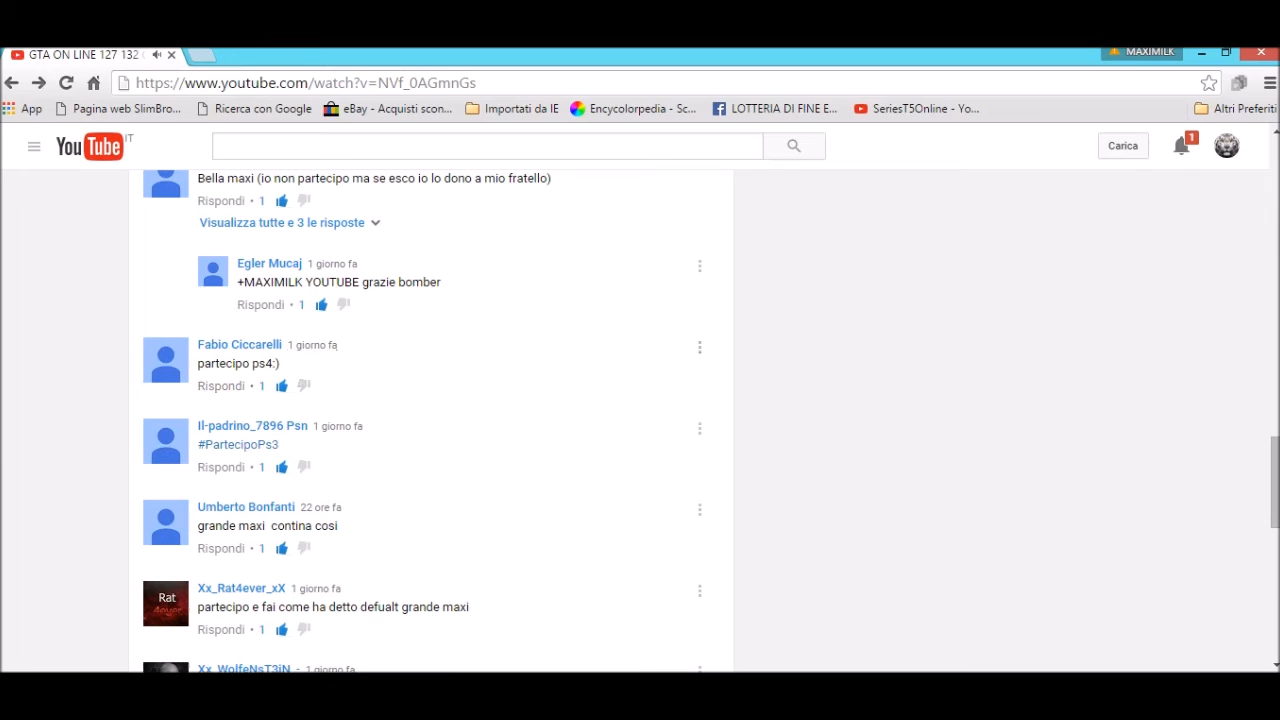 GTA ON LINE 127 132
MAXIMILK
https://www.youtube.com/watch?v=NVf_0AGmnGs
App
Pagina web SlimBro...
Ricerca con Google
eBay - Acquisti scon...
Importati da IE
Encycolorpedia - Sc...
LOTTERIA DI FINE E...
SeriesT5Online - Yo...
Altri Preferiti
YouTube IT
Carica
1
Bella maxi (io non partecipo ma se esco io lo dono a mio fratello)
Rispondi • 1
Visualizza tutte e 3 le risposte
Egler Mucaj 1 giorno fa
+MAXIMILK YOUTUBE grazie bomber
Rispondi • 1
Fabio Ciccarelli 1 giorno fa
partecipo ps4:)
Rispondi • 1
Il-padrino_7896 Psn 1 giorno fa
#PartecipoPs3
Rispondi • 1
Umberto Bonfanti 22 ore fa
grande maxi contina cosi
Rispondi • 1
Xx_Rat4ever_xX 1 giorno fa
Rat
4ever
partecipo e fai come ha detto defualt grande maxi
Rispondi • 1
Xx_WolfeNsT3iN - 1 giorno fa